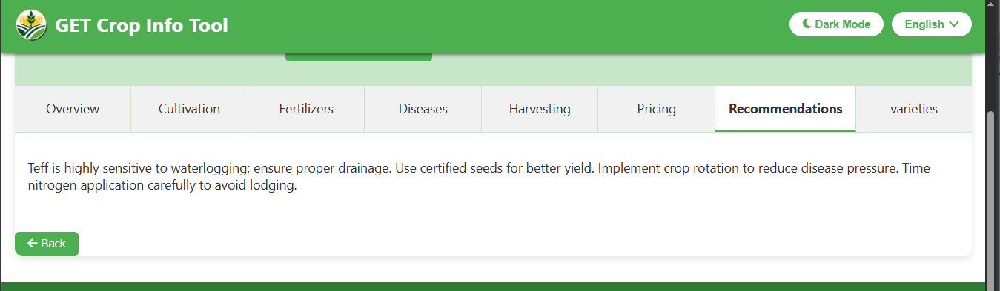 GET Crop Info Tool
Dark Mode
English
Overview
Cultivation
Fertilizers
Diseases
Harvesting
Pricing
Recommendations
varieties
Teff is highly sensitive to waterlogging; ensure proper drainage. Use certified seeds for better yield. Implement crop rotation to reduce disease pressure. Time
nitrogen application carefully to avoid lodging.
Back